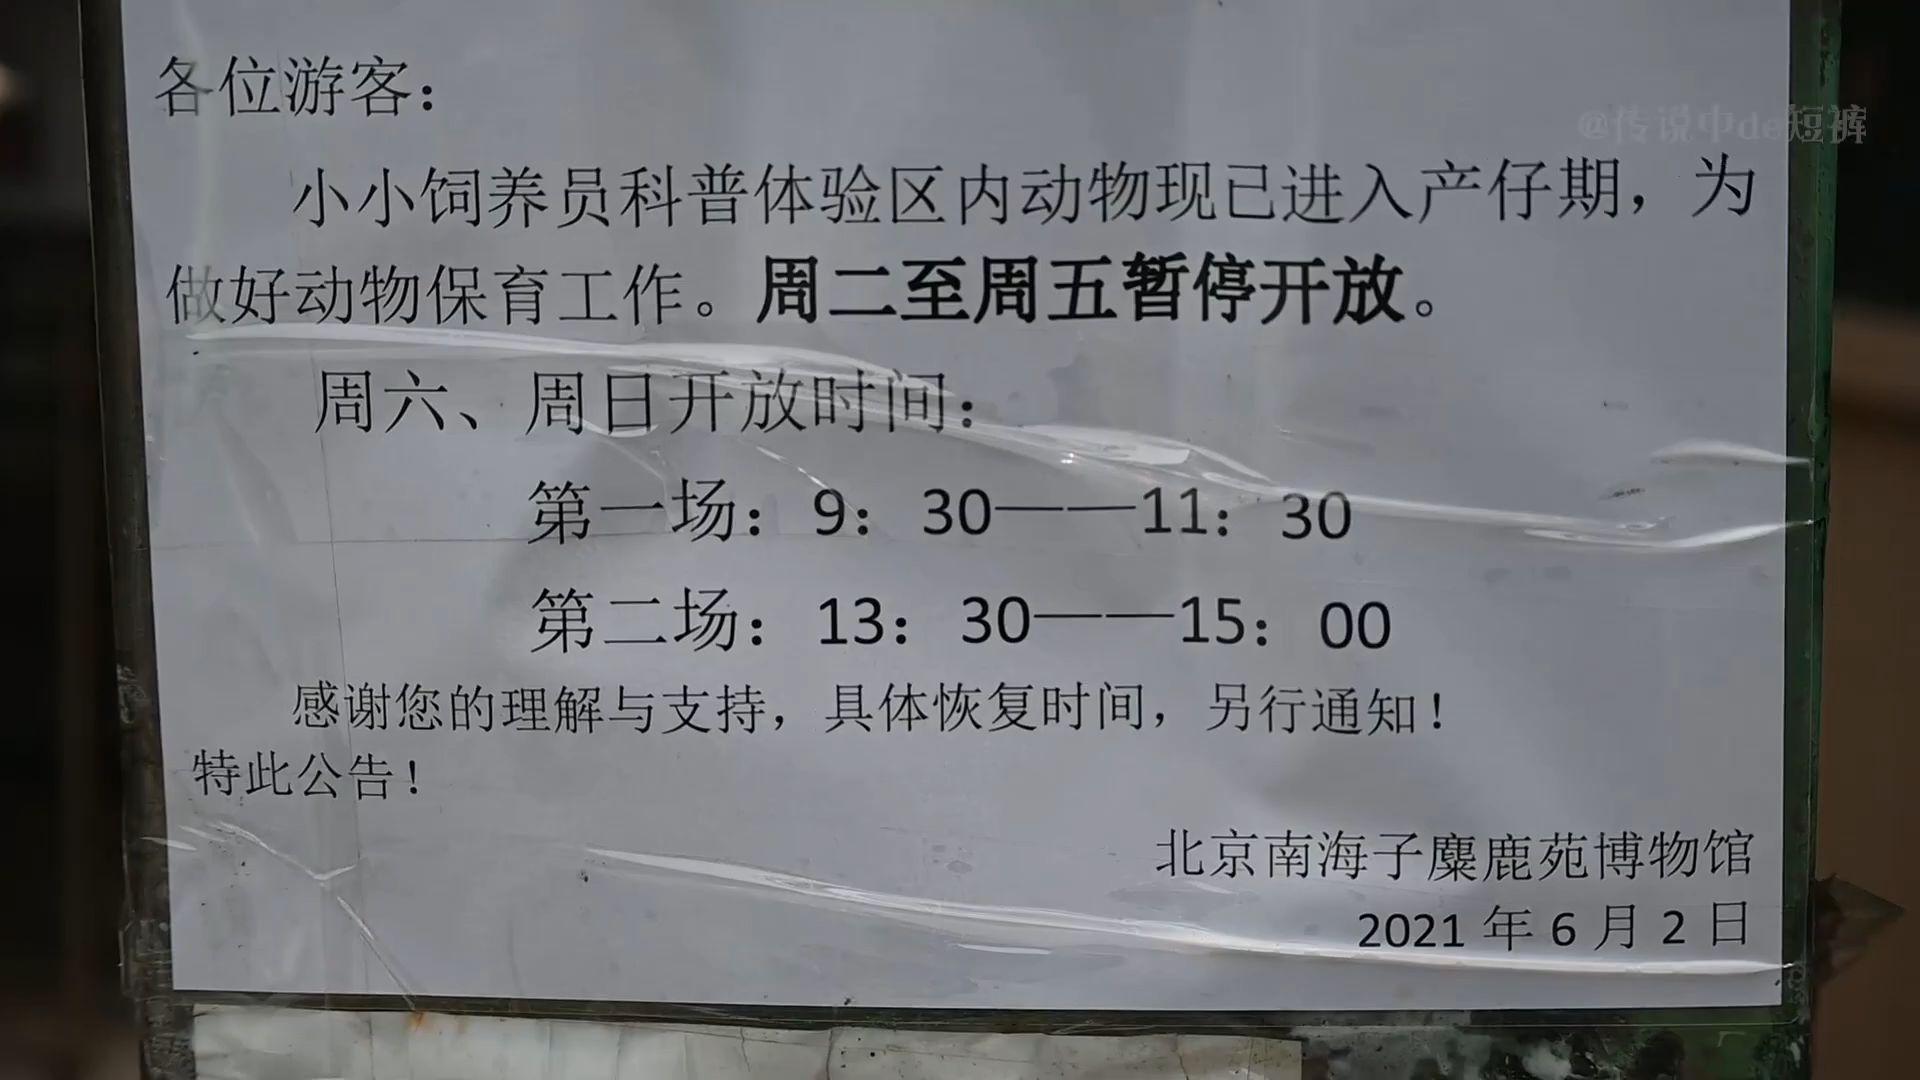 各位游客：
@传说中de短裤
小小饲养员科普体验区内动物现已进入产仔期，为
做好动物保育工作。周二至周五暂停开放。
周六、周日开放时间：
第一场：9：30——11：30
第二场：13：30——15：00
感谢您的理解与支持，具体恢复时间，另行通知！
特此公告！
北京南海子麋鹿苑博物馆
2021年6月2日